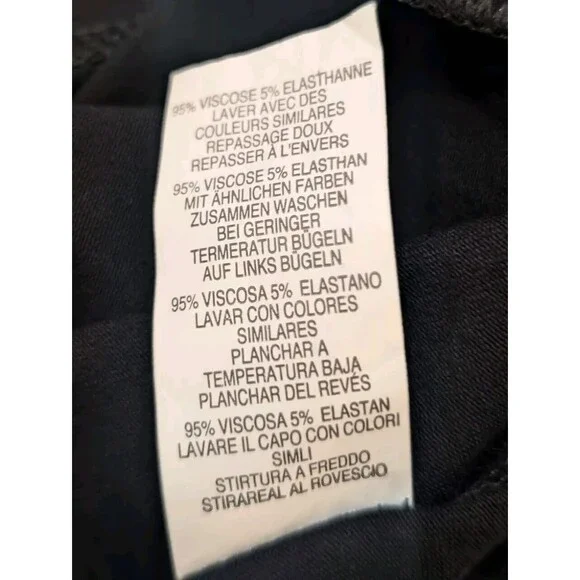 95% VISCOSE 5% ELASTHANNE
LAVER AVEC DES
COULEURS SIMILARES
REPASSAGE DOUX
REPASSER À L'ENVERS
95% VISCOSE 5% ELASTHAN
MIT ÄHNLICHEN FARBEN
ZUSAMMEN WASCHEN
BEI GERINGER
TERMERATUR BÜGELN
AUF LINKS BÜGELN
95% VISCOSA 5% ELASTANO
LAVAR CON COLORES
SIMILARES
PLANCHAR A
TEMPERATURA BAJA
PLANCHAR DEL REVÉS
95% VISCOSA 5% ELASTAN
LAVARE IL CAPO CON COLORI
SIMLI
STIRTURA A FREDDO
STIRAREAL AL ROVESCIO